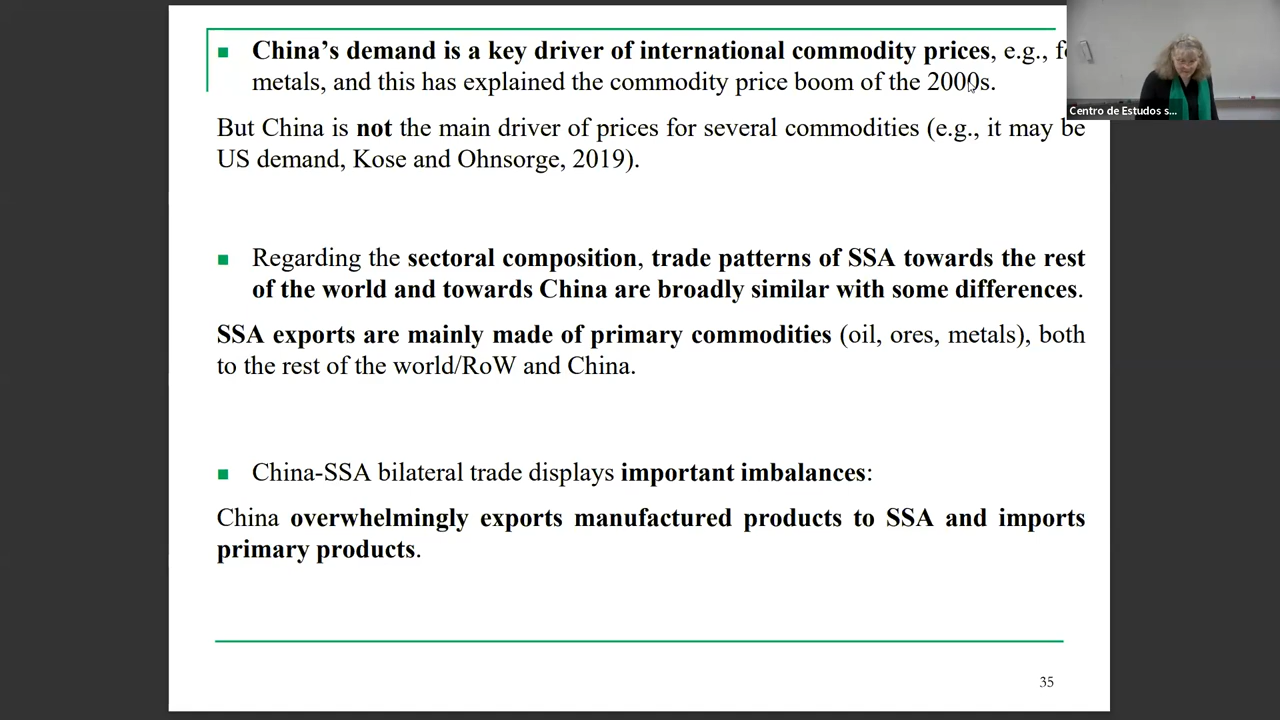 China’s demand is a key driver of international commodity prices, e.g.,
metals, and this has explained the commodity price boom of the 2000s.
But China is not the main driver of prices for several commodities (e.g., it may be
US demand, Kose and Ohnsorge, 2019).
Regarding the sectoral composition, trade patterns of SSA towards the rest
of the world and towards China are broadly similar with some differences.
SSA exports are mainly made of primary commodities (oil, ores, metals), both
to the rest of the world/RoW and China.
China-SSA bilateral trade displays important imbalances:
China overwhelmingly exports manufactured products to SSA and imports
primary products.
35
Centro de Estudos s...